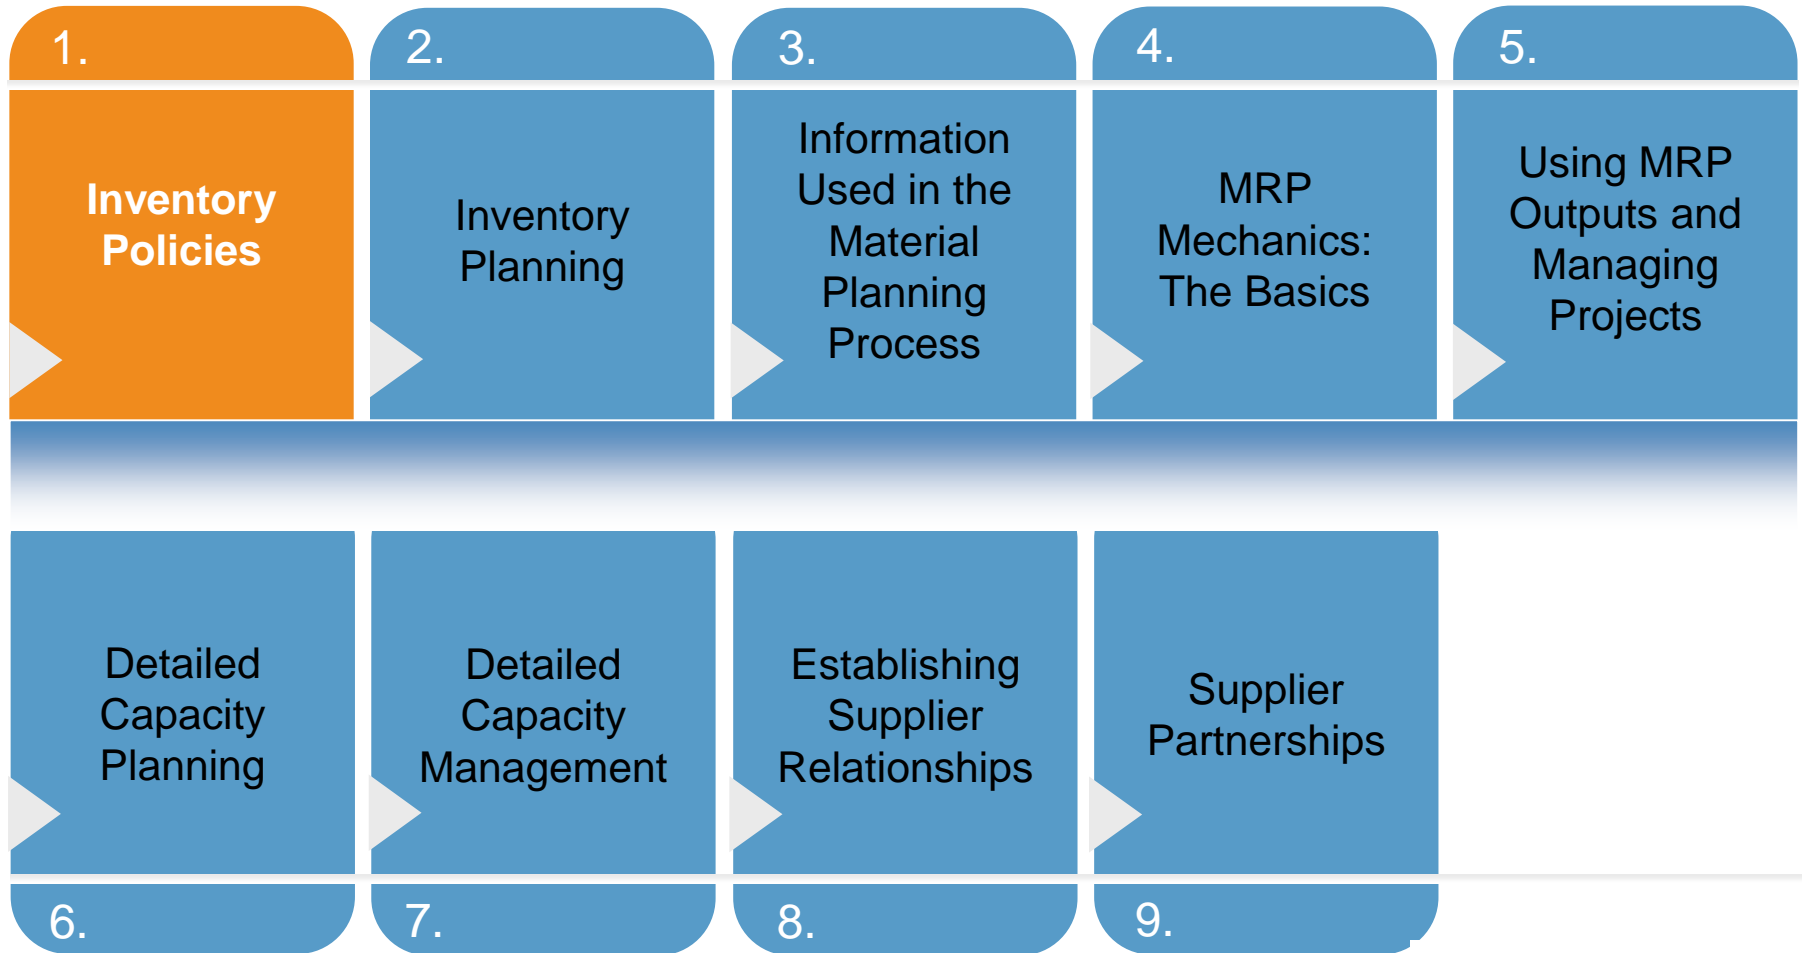 1.
Inventory
Policies
2.
Inventory
Planning
3.
Information
Used in the
Material
Planning
Process
4.
MRP
Mechanics:
The Basics
5.
Using MRP
Outputs and
Managing
Projects
Detailed
Capacity
Planning
6.
Detailed
Capacity
Management
7.
Establishing
Supplier
Relationships
8.
Supplier
Partnerships
9.